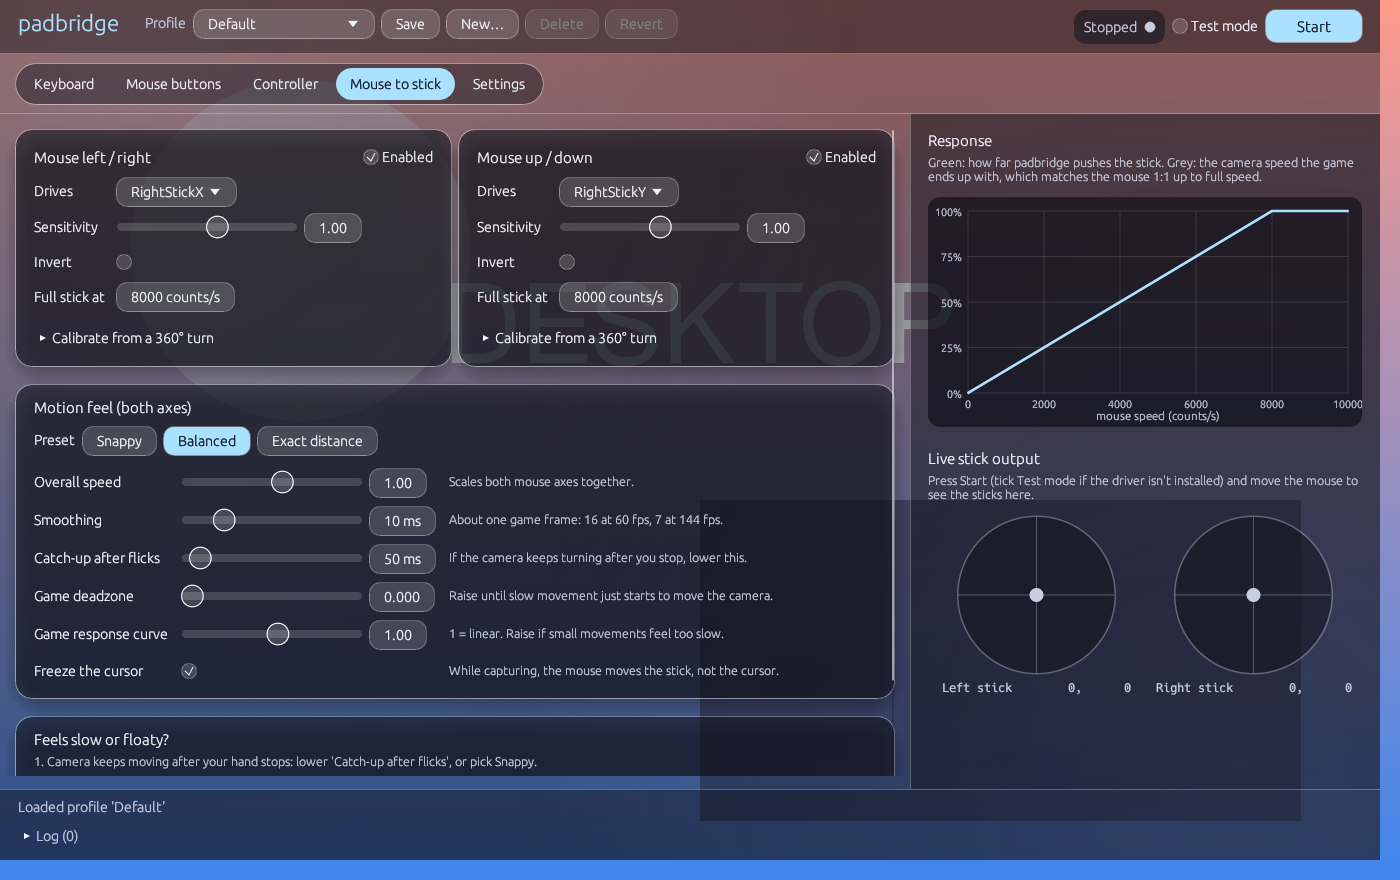 padbridge
Profile
Default
Save
New...
Delete
Revert
Stopped
Test mode
Start
Keyboard
Mouse buttons
Controller
Mouse to stick
Settings
Mouse left / right
Enabled
Drives
RightStickX
Sensitivity
1.00
Invert
Full stick at
8000 counts/s
Calibrate from a 360° turn
Mouse up / down
Enabled
Drives
RightStickY
Sensitivity
1.00
Invert
Full stick at
8000 counts/s
Calibrate from a 360° turn
DESKTOP
Motion feel (both axes)
Preset
Snappy
Balanced
Exact distance
Overall speed
1.00
Scales both mouse axes together.
Smoothing
10 ms
About one game frame: 16 at 60 fps, 7 at 144 fps.
Catch-up after flicks
50 ms
If the camera keeps turning after you stop, lower this.
Game deadzone
0.000
Raise until slow movement just starts to move the camera.
Game response curve
1.00
1 = linear. Raise if small movements feel too slow.
Freeze the cursor
While capturing, the mouse moves the stick, not the cursor.
Feels slow or floaty?
1. Camera keeps moving after your hand stops: lower 'Catch-up after flicks', or pick Snappy.
Response
Green: how far padbridge pushes the stick. Grey: the camera speed the game
ends up with, which matches the mouse 1:1 up to full speed.
100%
75%
50%
25%
0%
0
2000
4000
6000
8000
10000
mouse speed (counts/s)
Live stick output
Press Start (tick Test mode if the driver isn't installed) and move the mouse to
see the sticks here.
Left stick 0, 0
Right stick 0, 0
Loaded profile 'Default'
Log (0)